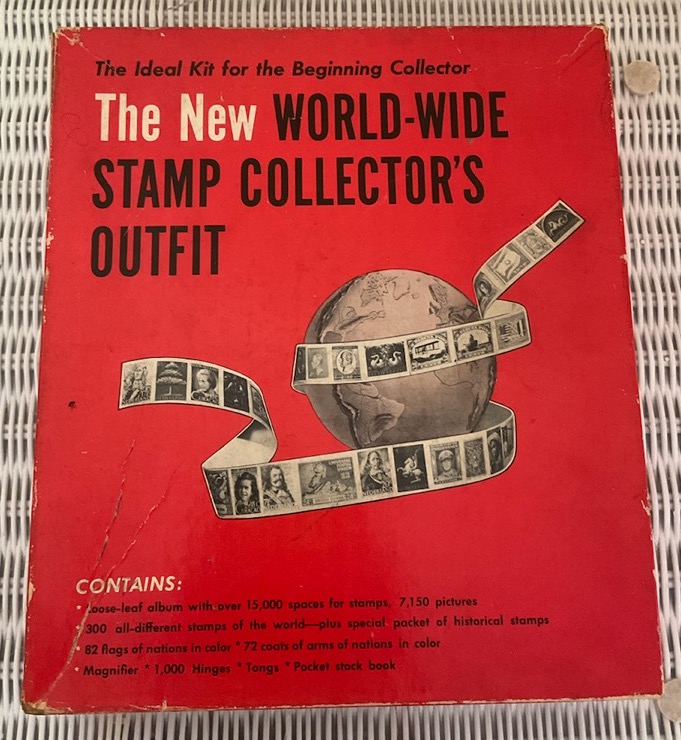 The Ideal Kit for the Beginning Collector
The New WORLD-WIDE
STAMP COLLECTOR'S
OUTFIT
CONTAINS:
* Loose-leaf album with over 15,000 spaces for stamps, 7,150 pictures
* 300 all-different stamps of the world—plus special packet of historical stamps
* 82 flags of nations in color * 72 coats of arms of nations in color
* Magnifier * 1,000 Hinges * Tongs * Pocket stock book